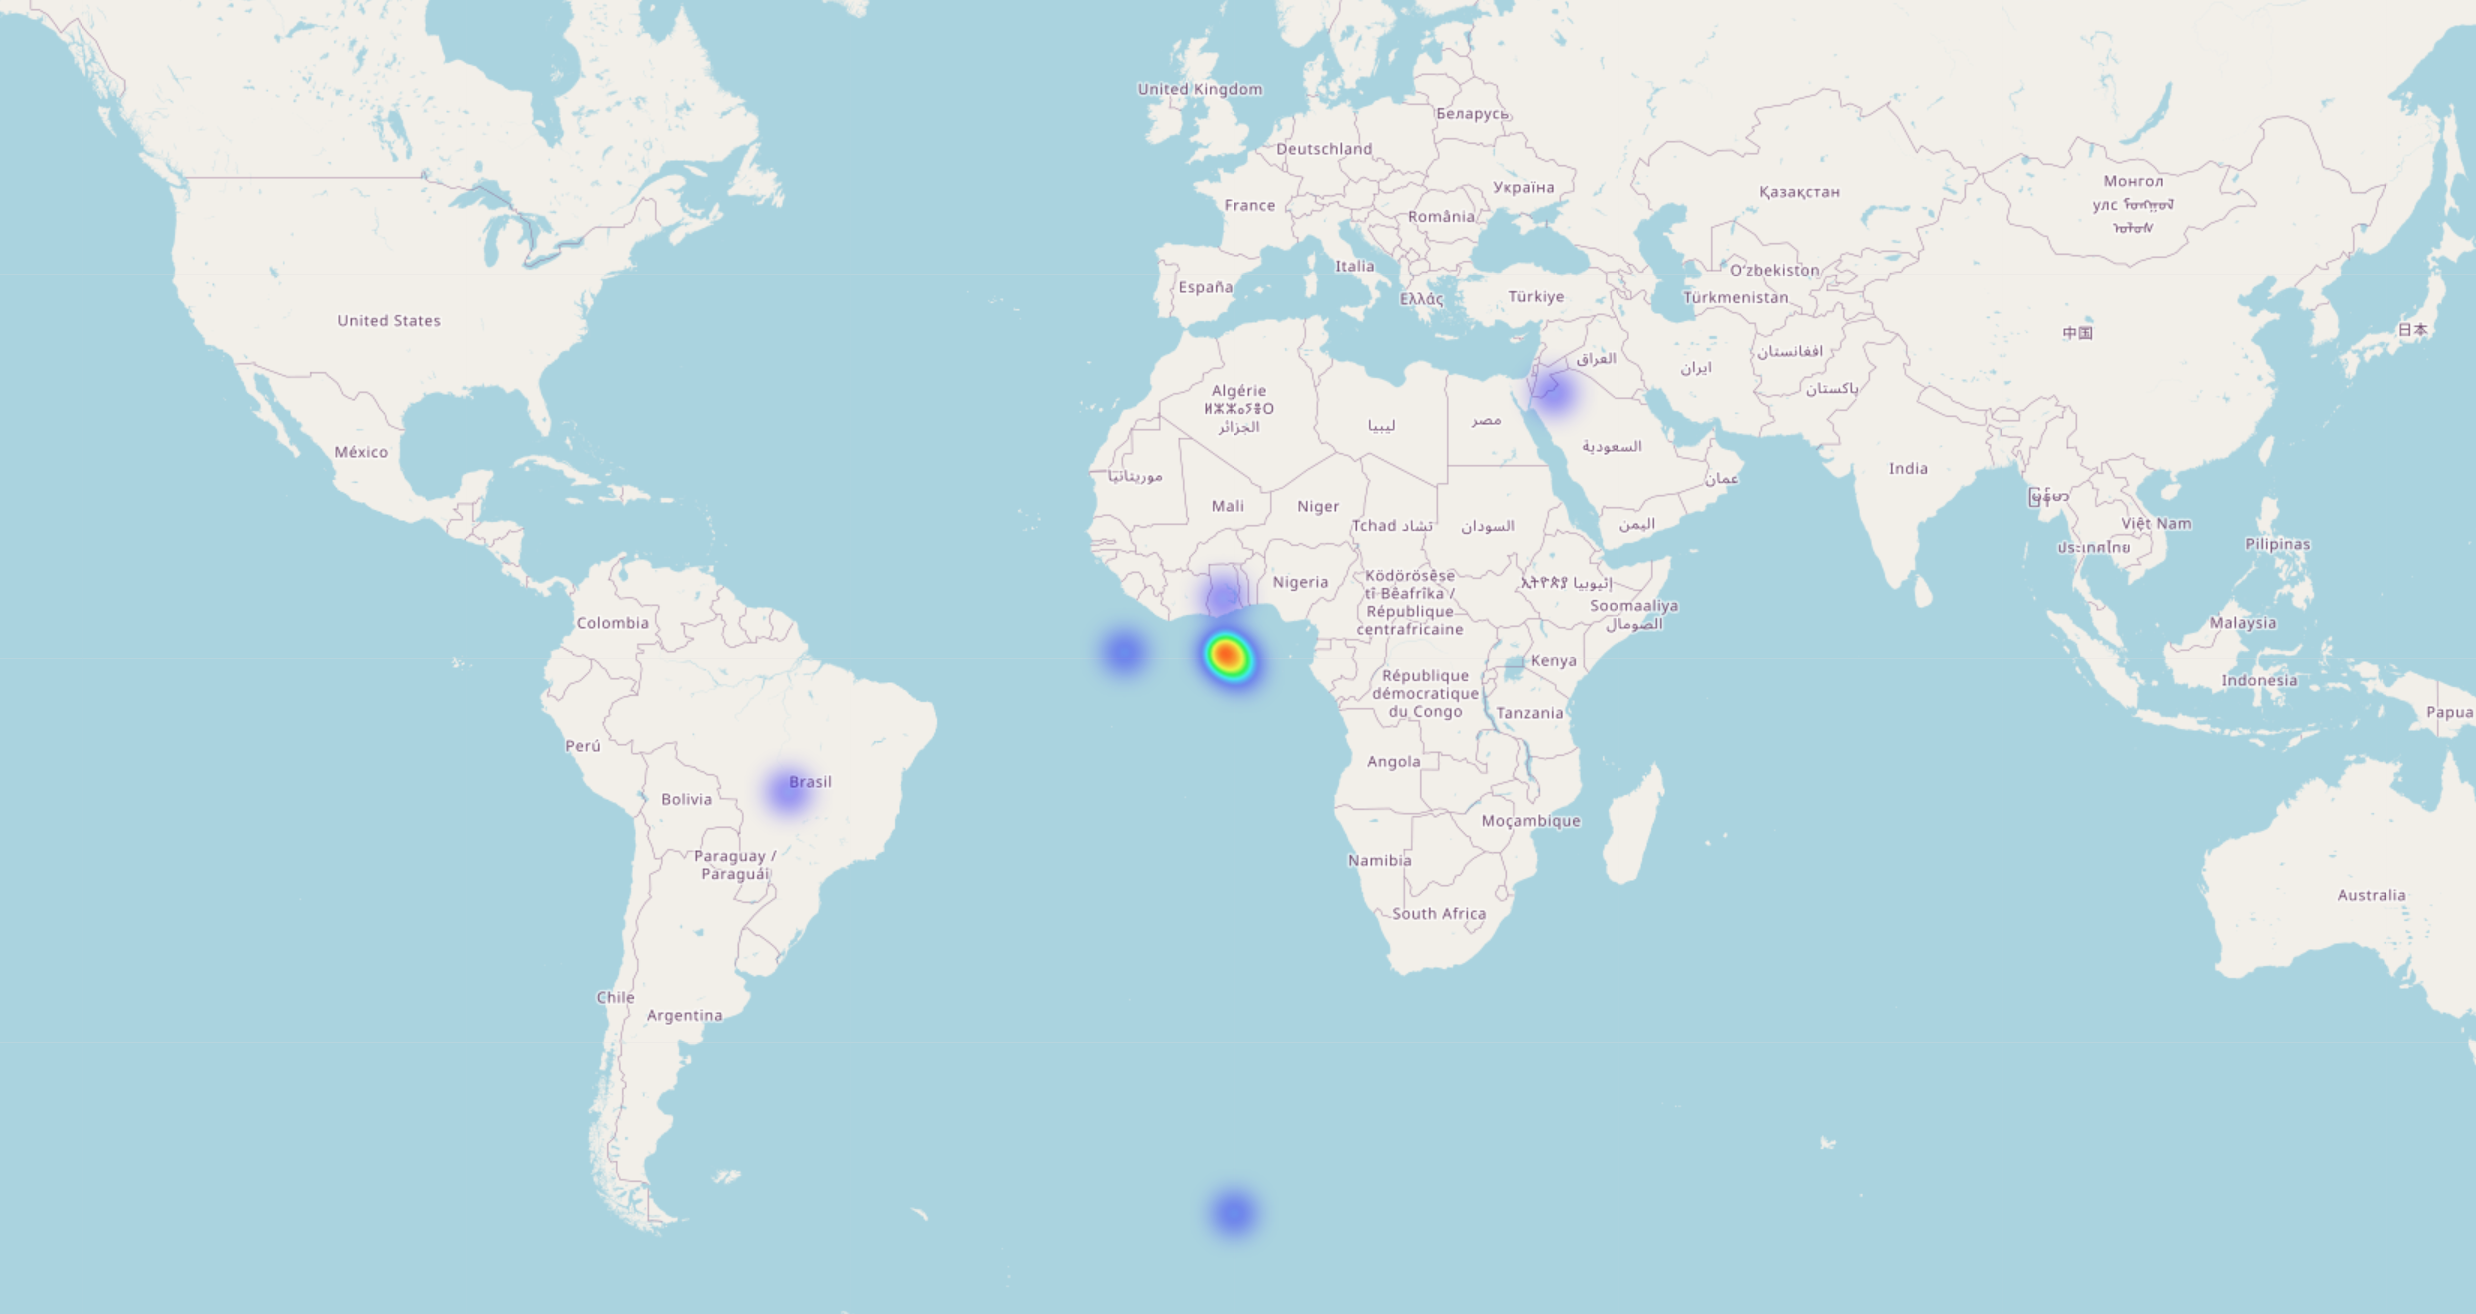 United Kingdom
Беларусь
Deutschland
Україна
France
România
Italia
España
Ελλάς
Türkiye
Қазақстан
Монгол
улс
Oʻzbekiston
Türkmenistan
中国
日本
افغانستان
ایران
پاکستان
العراق
United States
México
Algérie
ⵍⵣⵣⴰⵢⴻⵔ
الجزائر
ليبيا
مصر
السعودية
عمان
اليمن
India
Việt Nam
ประเทศไทย
Pilipinas
موريتانيا
Mali
Niger
Tchad تشاد
السودان
Nigeria
Ködörösêse
tî Bêafrîka /
République
centrafricaine
ኢትዮጵያ إثيوبيا
Soomaaliya
الصومال
Colombia
Malaysia
Kenya
République
démocratique
du Congo
Indonesia
Tanzania
Papua
Perú
Brasil
Angola
Bolivia
Moçambique
Paraguay /
Paraguái
Namibia
South Africa
Australia
Chile
Argentina